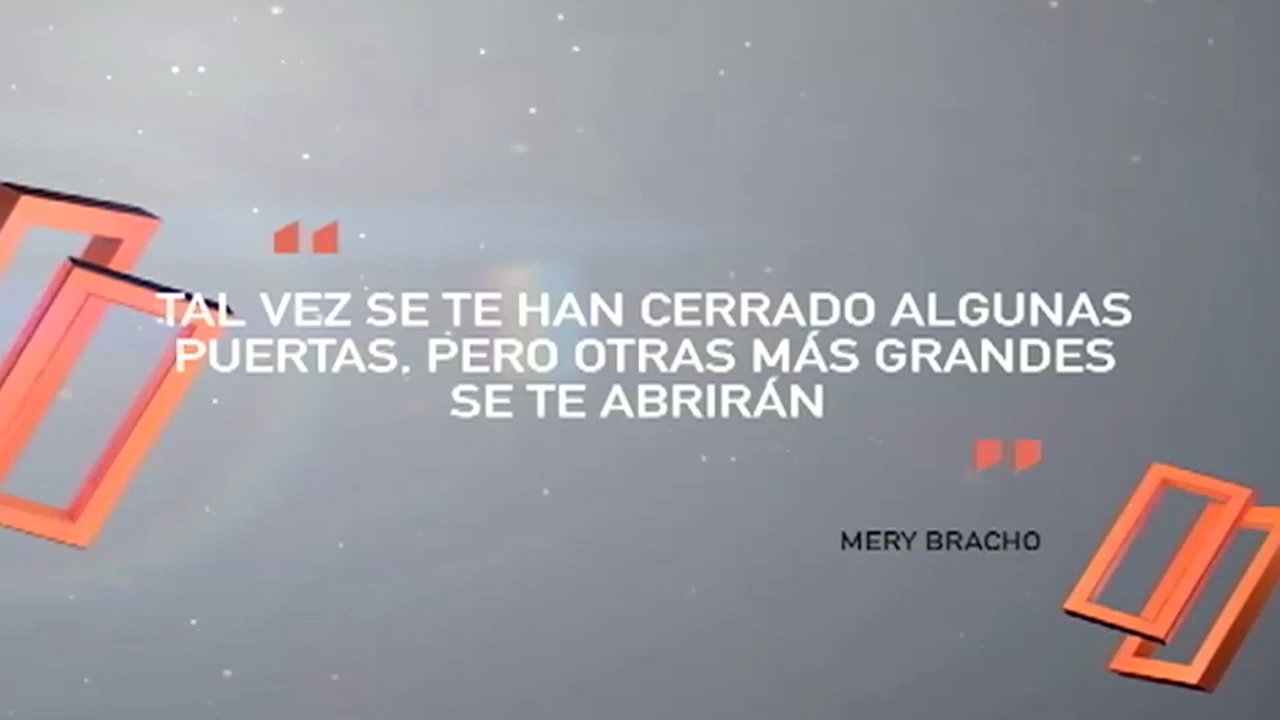 TAL VEZ SE TE HAN CERRADO ALGUNAS
PUERTAS, PERO OTRAS MÁS GRANDES
SE TE ABRIRÁN
MERY BRACHO